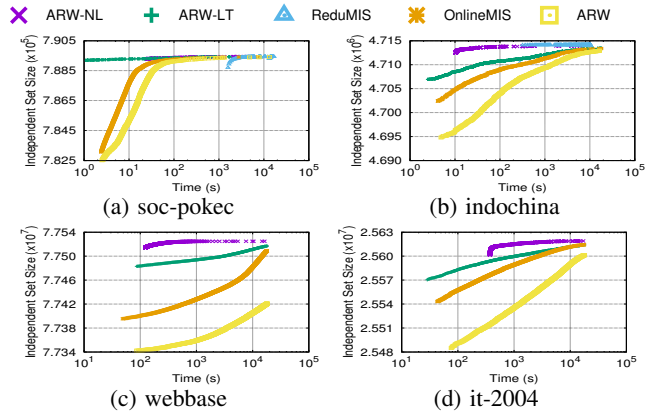 ARW-NL ARW-LT ReduMIS OnlineMIS ARW
Independent Set Size (x10^5)
7.905
7.885
7.865
7.845
7.825
10^0 10^1 10^2 10^3 10^4 10^5
Time (s)
(a) soc-pokec
Independent Set Size (x10^6)
4.715
4.710
4.705
4.700
4.695
4.690
10^1 10^0 10^1 10^2 10^3 10^4 10^5
Time (s)
(b) indochina
Independent Set Size (x10^7)
7.754
7.750
7.746
7.742
7.738
7.734
10^1 10^2 10^3 10^4 10^5
Time (s)
(c) webbase
Independent Set Size (x10^7)
2.563
2.560
2.557
2.554
2.551
2.548
10^1 10^2 10^3 10^4 10^5
Time (s)
(d) it-2004